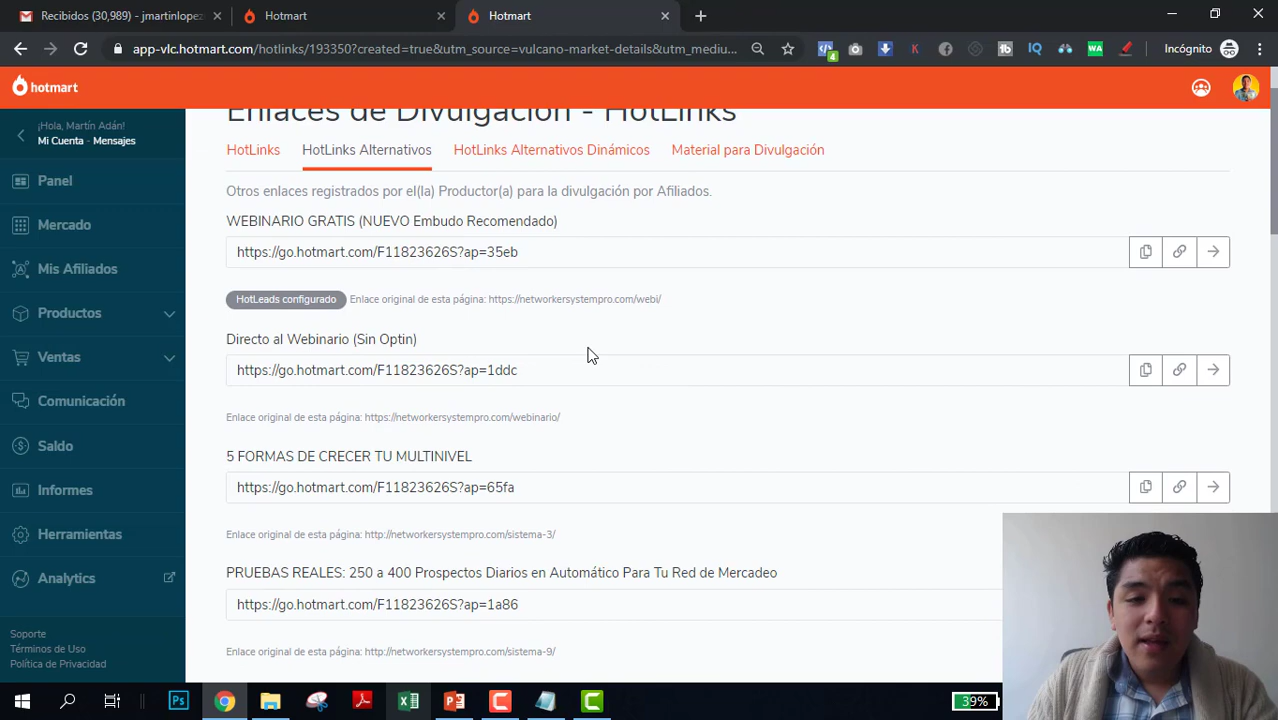 Recibidos (30,989) - jmartinlopez
Hotmart
Hotmart
app-vlc.hotmart.com/hotlinks/193350?created=true&utm_source=vulcano-market-details&utm_mediu...
4
K
1b
IQ
WA
Incógnito
hotmart
¡Hola, Martín Adán!
Mi Cuenta - Mensajes
Panel
Mercado
Mis Afiliados
Productos
Ventas
Comunicación
Saldo
Informes
Herramientas
Analytics
Soporte
Términos de Uso
Política de Privacidad
Enlaces de Divulgación - HotLinks
HotLinks HotLinks Alternativos HotLinks Alternativos Dinámicos Material para Divulgación
Otros enlaces registrados por el(la) Productor(a) para la divulgación por Afiliados.
WEBINARIO GRATIS (NUEVO Embudo Recomendado)
https://go.hotmart.com/F11823626S?ap=35eb
HotLeads configurado Enlace original de esta página: https://networkersystempro.com/webi/
Directo al Webinario (Sin Optin)
https://go.hotmart.com/F11823626S?ap=1ddc
Enlace original de esta página: https://networkersystempro.com/webinario/
5 FORMAS DE CRECER TU MULTINIVEL
https://go.hotmart.com/F11823626S?ap=65fa
Enlace original de esta página: http://networkersystempro.com/sistema-3/
PRUEBAS REALES: 250 a 400 Prospectos Diarios en Automático Para Tu Red de Mercadeo
https://go.hotmart.com/F11823626S?ap=1a86
Enlace original de esta página: http://networkersystempro.com/sistema-9/
Ps
39%